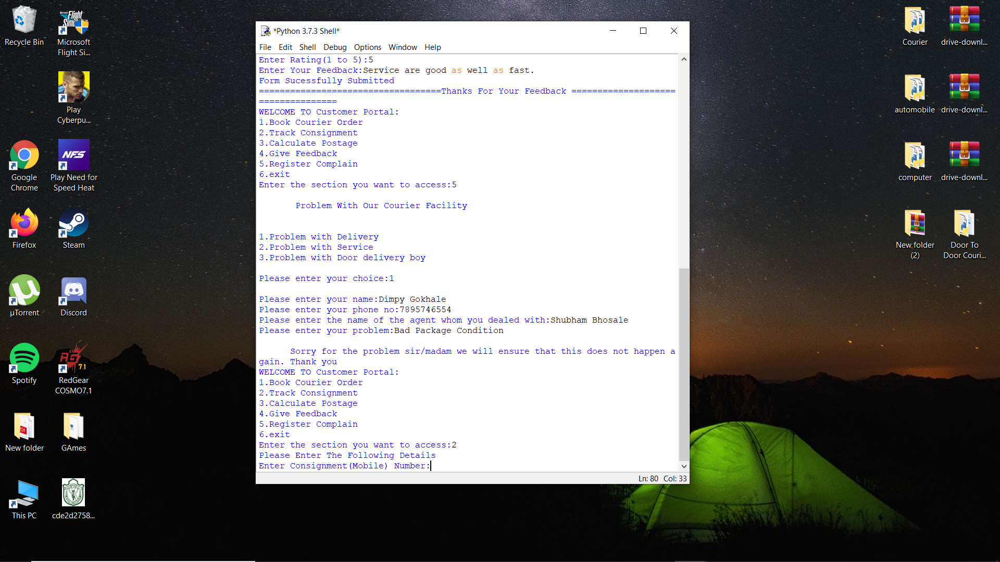 Recycle Bin
Microsoft
Flight Si...
Play
Cyberpu...
Google
Chrome
Play Need for
Speed Heat
Firefox
Steam
µTorrent
Discord
Spotify
RedGear
COSMO7.1
New folder
GAmes
This PC
cde2d2758...
*Python 3.7.3 Shell*
File Edit Shell Debug Options Window Help
Enter Rating(1 to 5):5
Enter Your Feedback:Service are good as well as fast.
Form Sucessfully Submitted
===================================Thanks For Your Feedback ====================
===============
WELCOME TO Customer Portal:
1.Book Courier Order
2.Track Consignment
3.Calculate Postage
4.Give Feedback
5.Register Complain
6.exit
Enter the section you want to access:5
Problem With Our Courier Facility
1.Problem with Delivery
2.Problem with Service
3.Problem with Door delivery boy
Please enter your choice:1
Please enter your name:Dimpy Gokhale
Please enter your phone no:7895746554
Please enter the name of the agent whom you dealed with:Shubham Bhosale
Please enter your problem:Bad Package Condition
Sorry for the problem sir/madam we will ensure that this does not happen a
gain. Thank you
WELCOME TO Customer Portal:
1.Book Courier Order
2.Track Consignment
3.Calculate Postage
4.Give Feedback
5.Register Complain
6.exit
Enter the section you want to access:2
Please Enter The Following Details
Enter Consignment(Mobile) Number:
Ln: 80 Col: 33
Courier
drive-downl...
automobile
drive-downl...
computer
drive-downl...
New folder
(2)
Door To
Door Couri...
NFS
RG
7.1
PDF
Microsoft
Flight